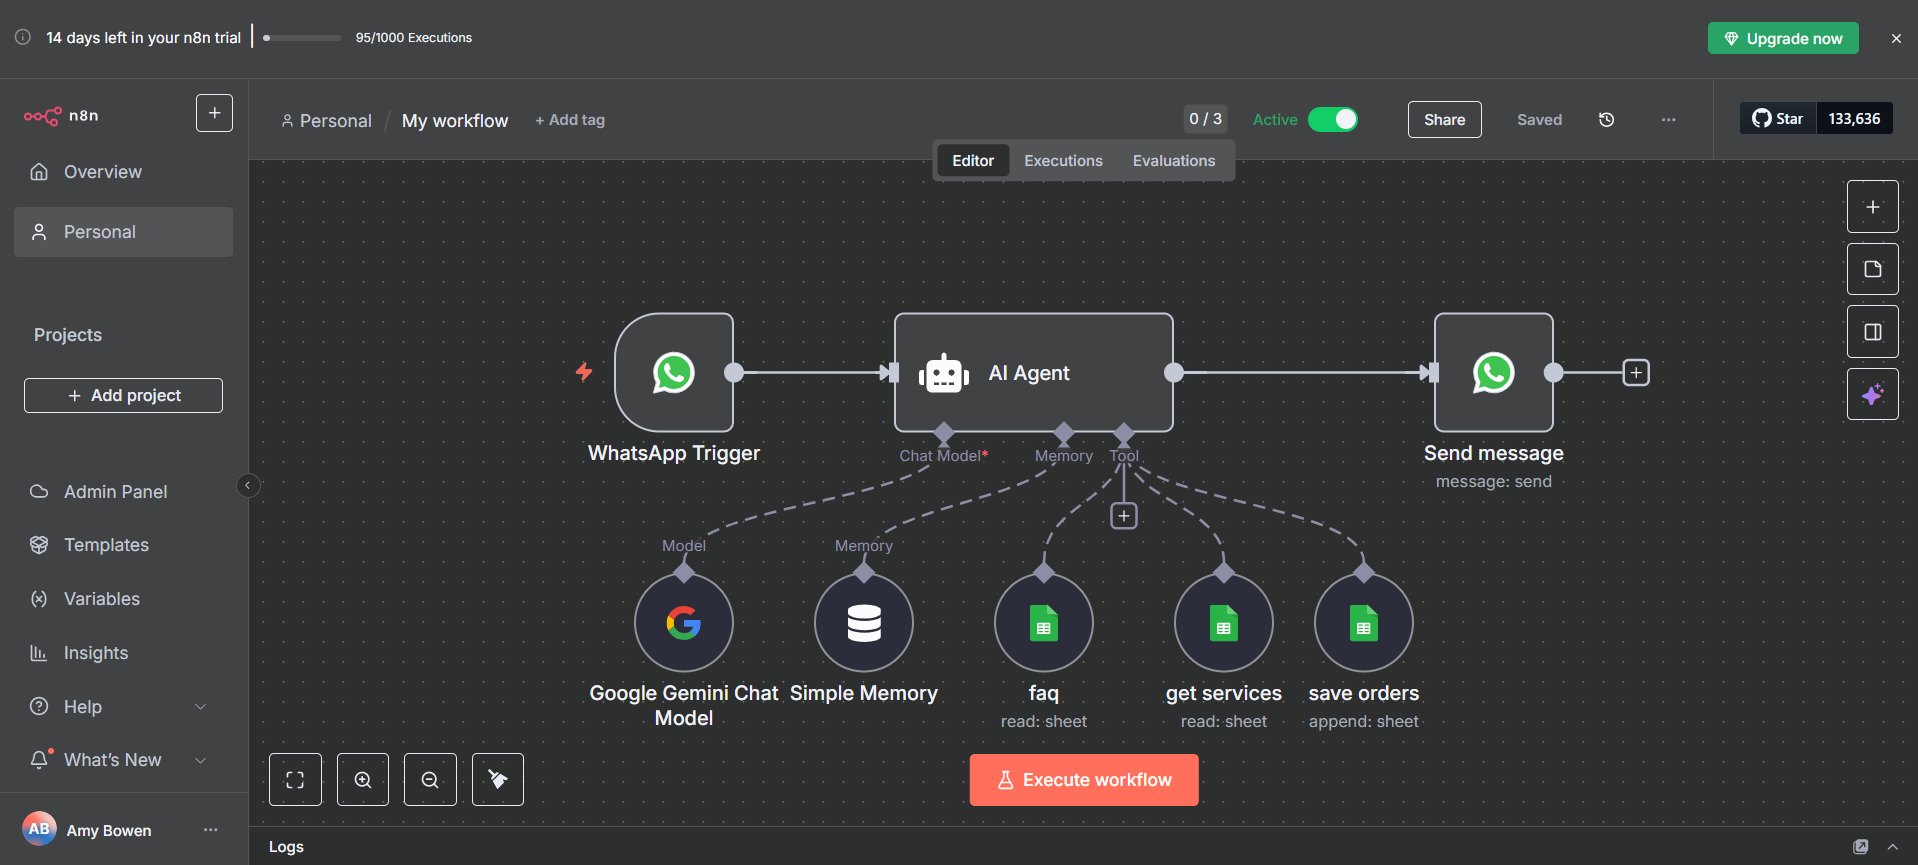 14 days left in your n8n trial
95/1000 Executions
Upgrade now
n8n
Personal / My workflow
+ Add tag
0 / 3
Active
Share
Saved
Star
133,636
Editor
Executions
Evaluations
Overview
Personal
Projects
+ Add project
Admin Panel
Templates
Variables
Insights
Help
What's New
AB
Amy Bowen
WhatsApp Trigger
AI Agent
Chat Model*
Memory
Tool
Send message
message: send
Model
Memory
Google Gemini Chat
Model
Simple Memory
faq
read: sheet
get services
read: sheet
save orders
append: sheet
Execute workflow
Logs